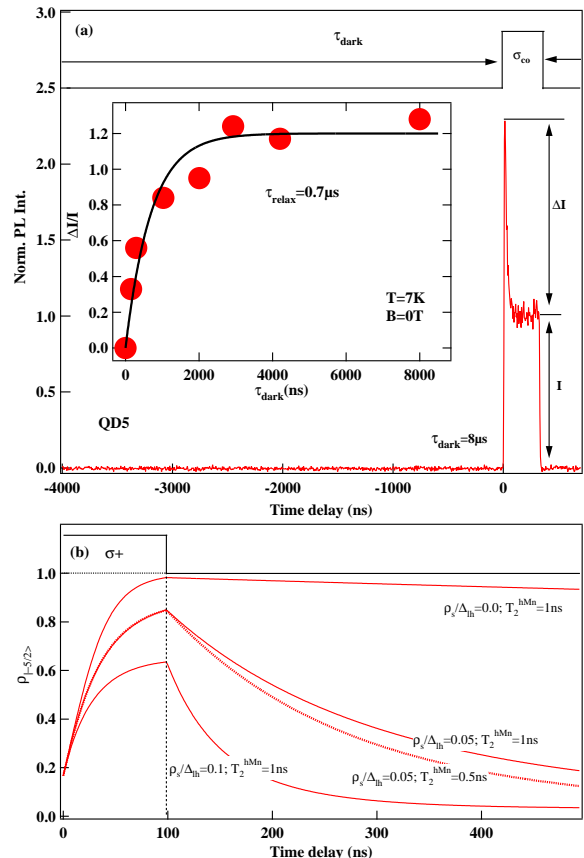 (a)
τdark
σco
3.0
2.5
2.0
1.5
1.0
0.5
0.0
Norm. PL Int.
1.2
1.0
0.8
0.6
0.4
0.2
0.0
ΔI/I
τrelax=0.7µs
T=7K
B=0T
0 2000 4000 6000 8000
τdark(ns)
ΔI
I
QD5
τdark=8µs
-4000 -3000 -2000 -1000 0
Time delay (ns)
(b)
σ+
1.0
0.8
0.6
0.4
0.2
0.0
ρ|-5/2>
ρs/Δlh=0.0; T2hMn=1ns
ρs/Δlh=0.05; T2hMn=1ns
ρs/Δlh=0.1; T2hMn=1ns
ρs/Δlh=0.05; T2hMn=0.5ns
0 100 200 300 400
Time delay (ns)